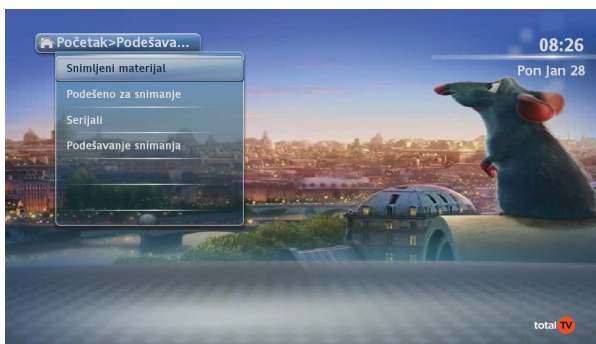 Početak>Podešava...
08:26
Pon Jan 28
Snimljeni materijal
Podešeno za snimanje
Serijali
Podešavanje snimanja
total TV